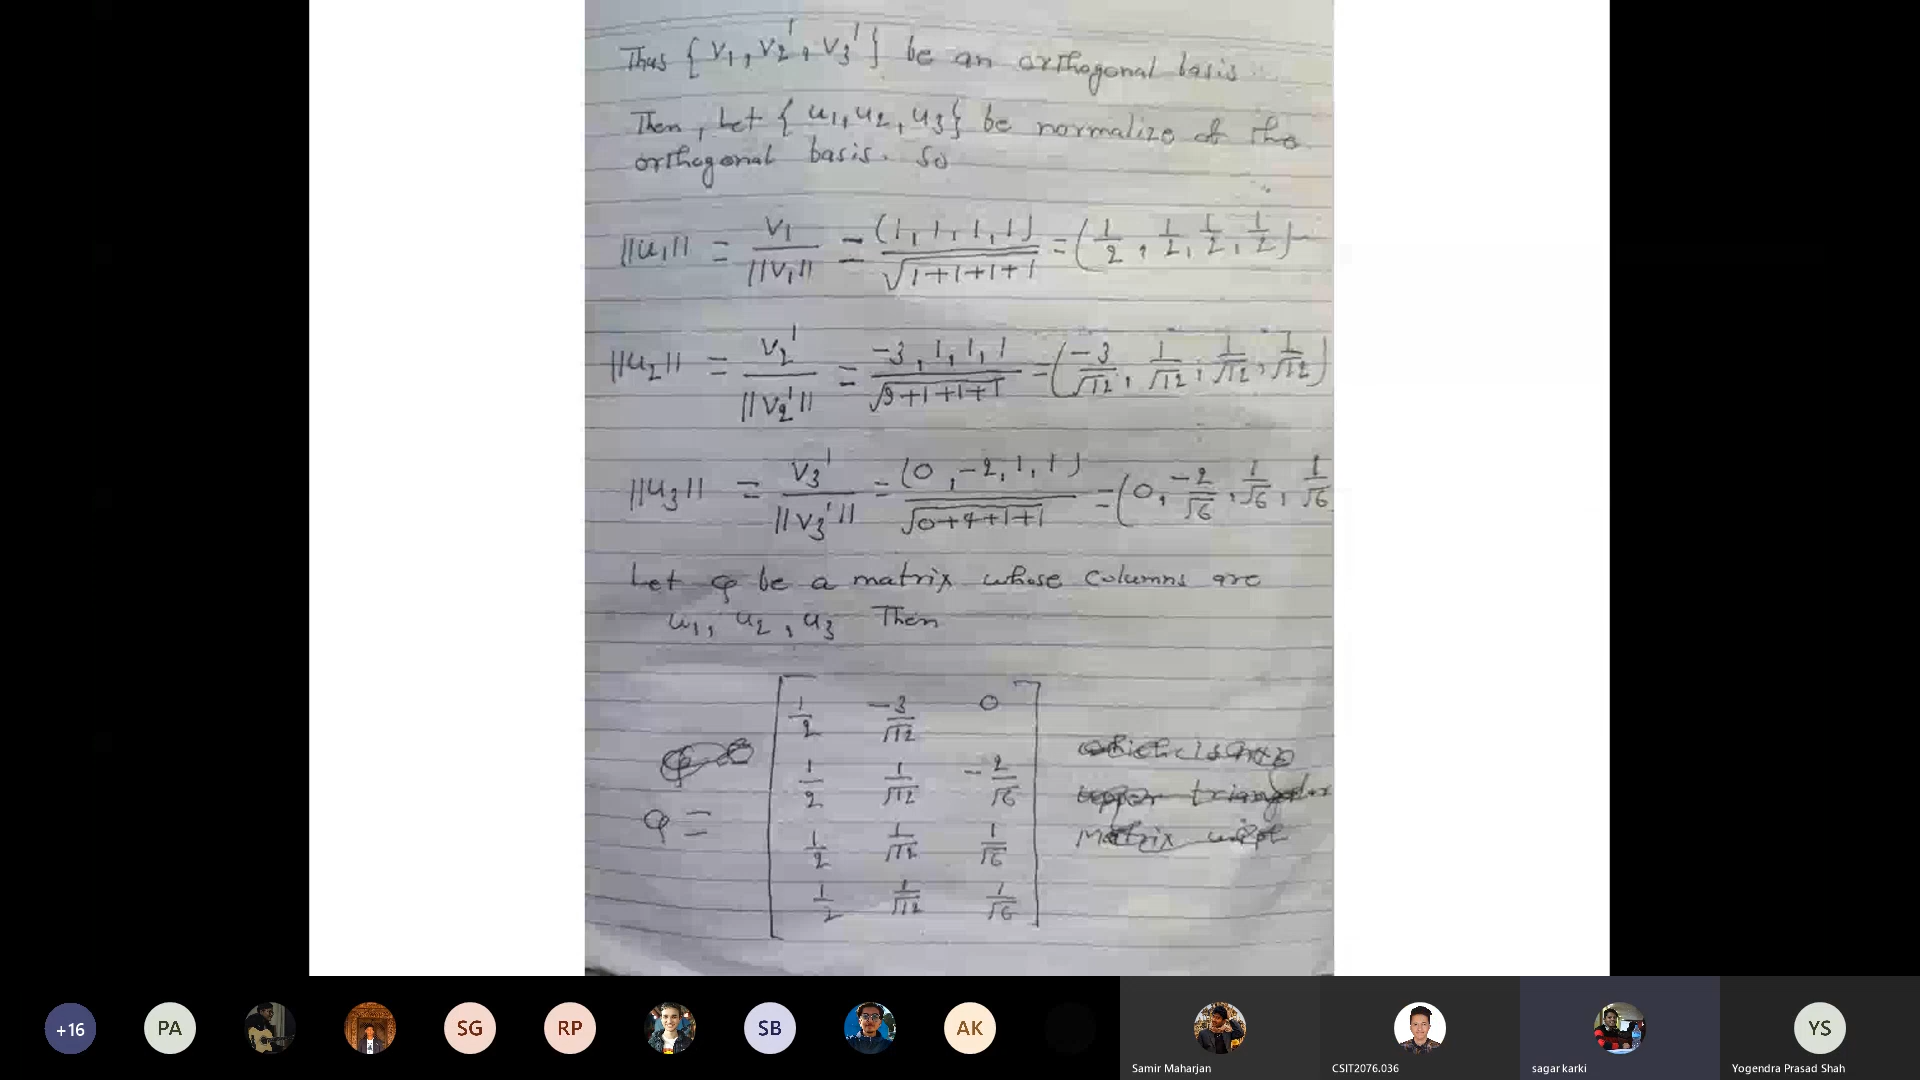 Thus {v₁, v₂', v₃'} be an orthogonal basis
Then, Let {u₁, u₂, u₃} be normalize of the
orthogonal basis. So
||u₁|| = v₁ / ||v₁|| = (1, 1, 1, 1) / √1+1+1+1 = (1/2, 1/2, 1/2, 1/2)
||u₂|| = v₂' / ||v₂'|| = -3, 1, 1, 1 / √9+1+1+1 = (-3/√12, 1/√12, 1/√12, 1/√12)
||u₃|| = v₃' / ||v₃'|| = (0, -2, 1, 1) / √0+4+1+1 = (0, -2/√6, 1/√6, 1/√6
Let φ be a matrix whose columns are
u₁, u₂, u₃ Then
1/2 -3/√12 0
1/2 1/√12 -2/√6
φ =
1/2 1/√12 1/√6
1/2 1/√12 1/√6
upper triangular
Matrix
+16
PA
SG
RP
SB
AK
YS
Samir Maharjan
CSIT2076.036
sagar karki
Yogendra Prasad Shah